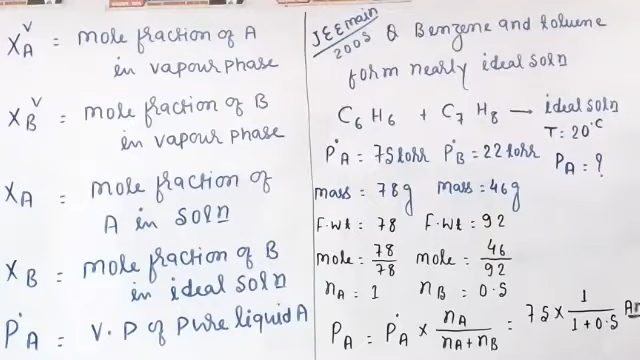 X_A^V = mole fraction of A
in vapour phase
X_B^V = mole fraction of B
in vapour phase
X_A = mole fraction of
A in soln
X_B = mole fraction of B
in ideal soln
P°_A = V.P of pure liquid A
JEE main
2005
Q Benzene and toluene
form nearly ideal soln
C6H6 + C7H8 — ideal soln
T: 20°C
P°_A = 75 torr P°_B = 22 torr
P_A = ?
mass = 78g mass = 46g
F.Wt = 78 F.Wt = 92
mole = 78/78 mole = 46/92
n_A = 1 n_B = 0.5
P_A = P°_A × n_A/(n_A+n_B) = 75 × 1/(1+0.5)